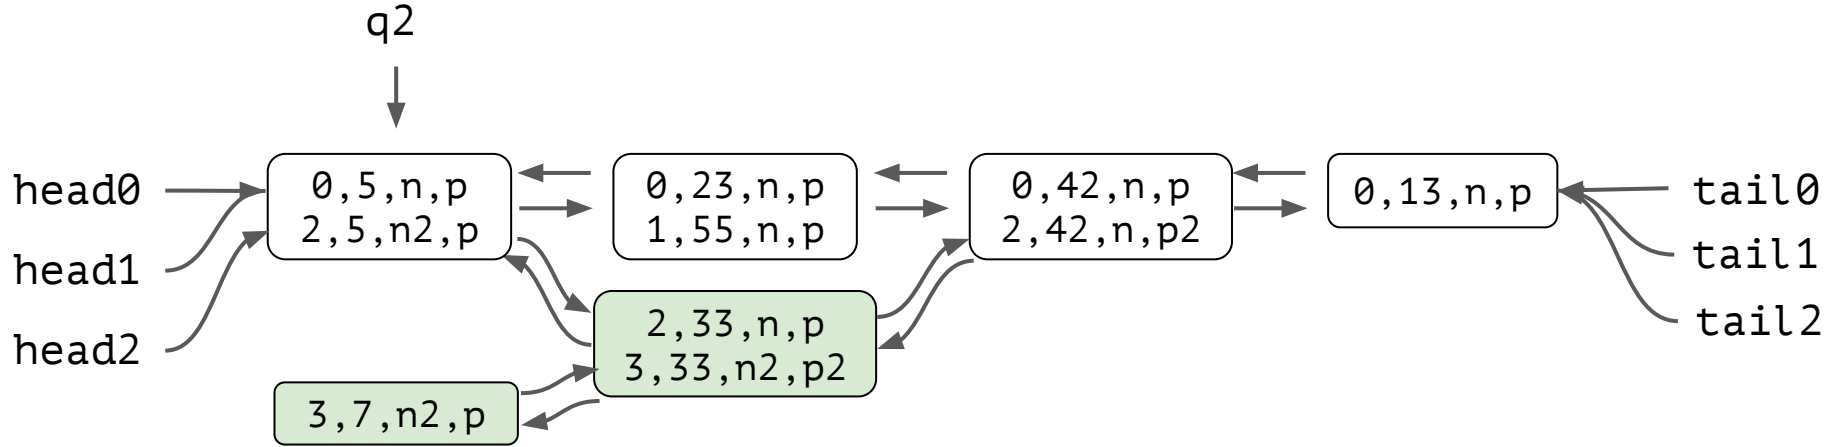 q2
head0
head1
head2
0,5,n,p
2,5,n2,p
0,23,n,p
1,55,n,p
0,42,n,p
2,42,n,p2
0,13,n,p
tail0
tail1
tail2
2,33,n,p
3,33,n2,p2
3,7,n2,p